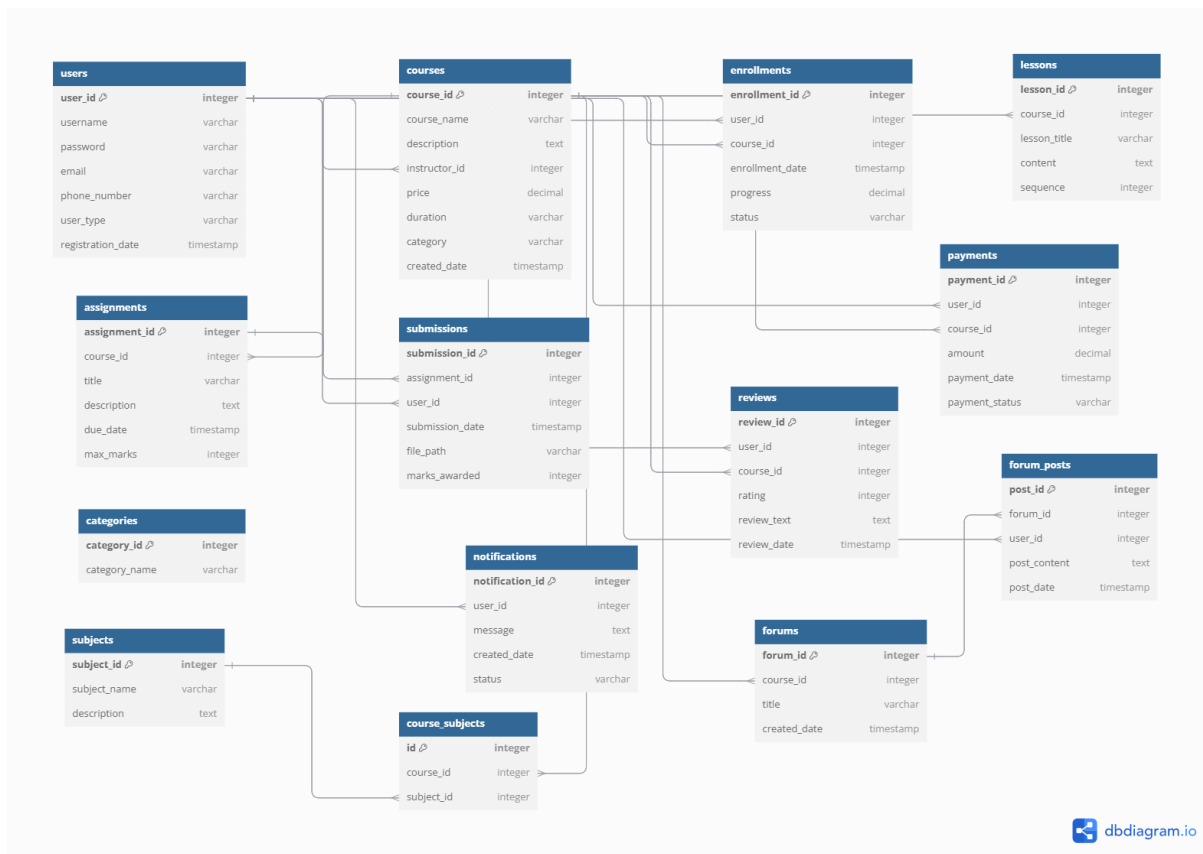 users
user_id integer
username varchar
password varchar
email varchar
phone_number varchar
user_type varchar
registration_date timestamp
courses
course_id integer
course_name varchar
description text
instructor_id integer
price decimal
duration varchar
category varchar
created_date timestamp
enrollments
enrollment_id integer
user_id integer
course_id integer
enrollment_date timestamp
progress decimal
status varchar
lessons
lesson_id integer
course_id integer
lesson_title varchar
content text
sequence integer
payments
payment_id integer
user_id integer
course_id integer
amount decimal
payment_date timestamp
payment_status varchar
assignments
assignment_id integer
course_id integer
title varchar
description text
due_date timestamp
max_marks integer
submissions
submission_id integer
assignment_id integer
user_id integer
submission_date timestamp
file_path varchar
marks_awarded integer
reviews
review_id integer
user_id integer
course_id integer
rating integer
review_text text
review_date timestamp
forum_posts
post_id integer
forum_id integer
user_id integer
post_content text
post_date timestamp
categories
category_id integer
category_name varchar
notifications
notification_id integer
user_id integer
message text
created_date timestamp
status varchar
subjects
subject_id integer
subject_name varchar
description text
forums
forum_id integer
course_id integer
title varchar
created_date timestamp
course_subjects
id integer
course_id integer
subject_id integer
dbdiagram.io